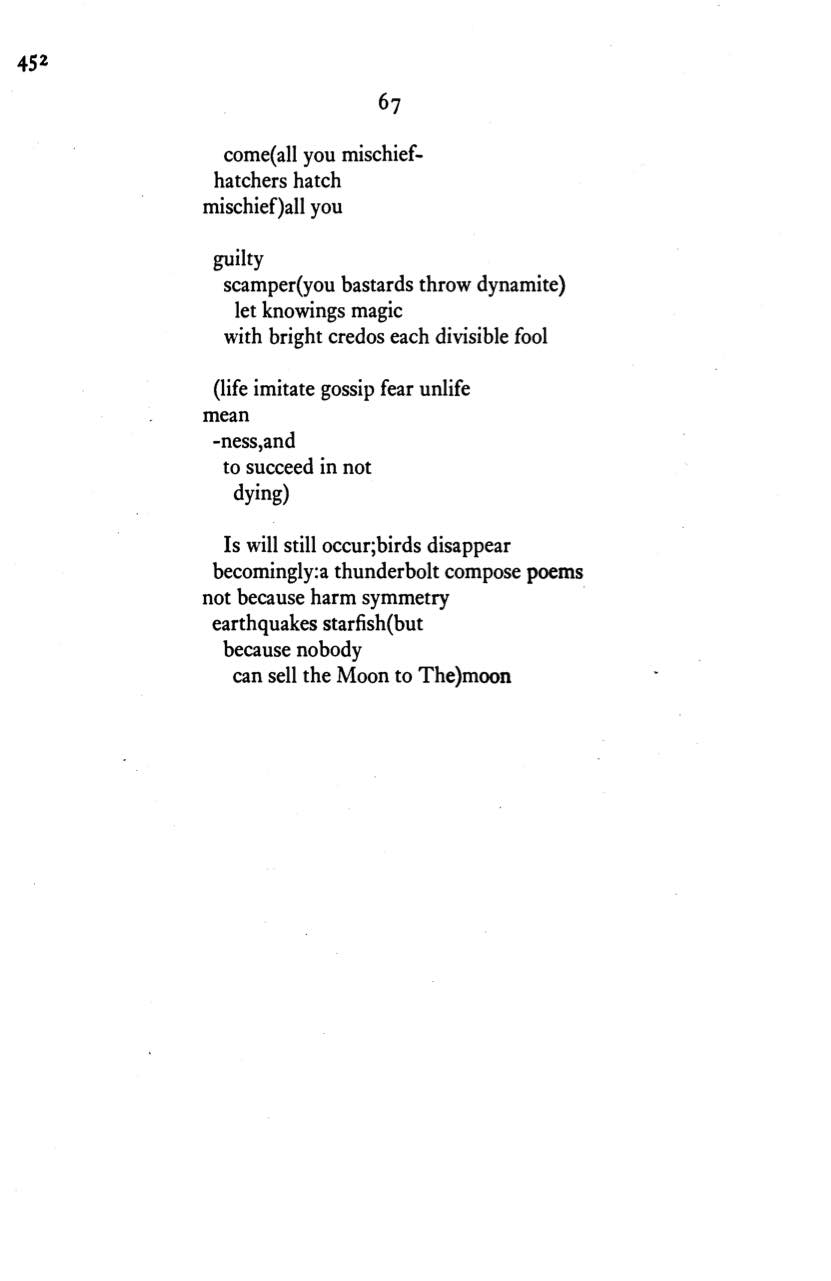 452
67
come(all you mischief-
hatchers hatch
mischief)all you
guilty
scamper(you bastards throw dynamite)
let knowings magic
with bright credos each divisible fool
(life imitate gossip fear unlife
mean
-ness,and
to succeed in not
dying)
Is will still occur;birds disappear
becomingly:a thunderbolt compose poems
not because harm symmetry
earthquakes starfish(but
because nobody
can sell the Moon to The)moon